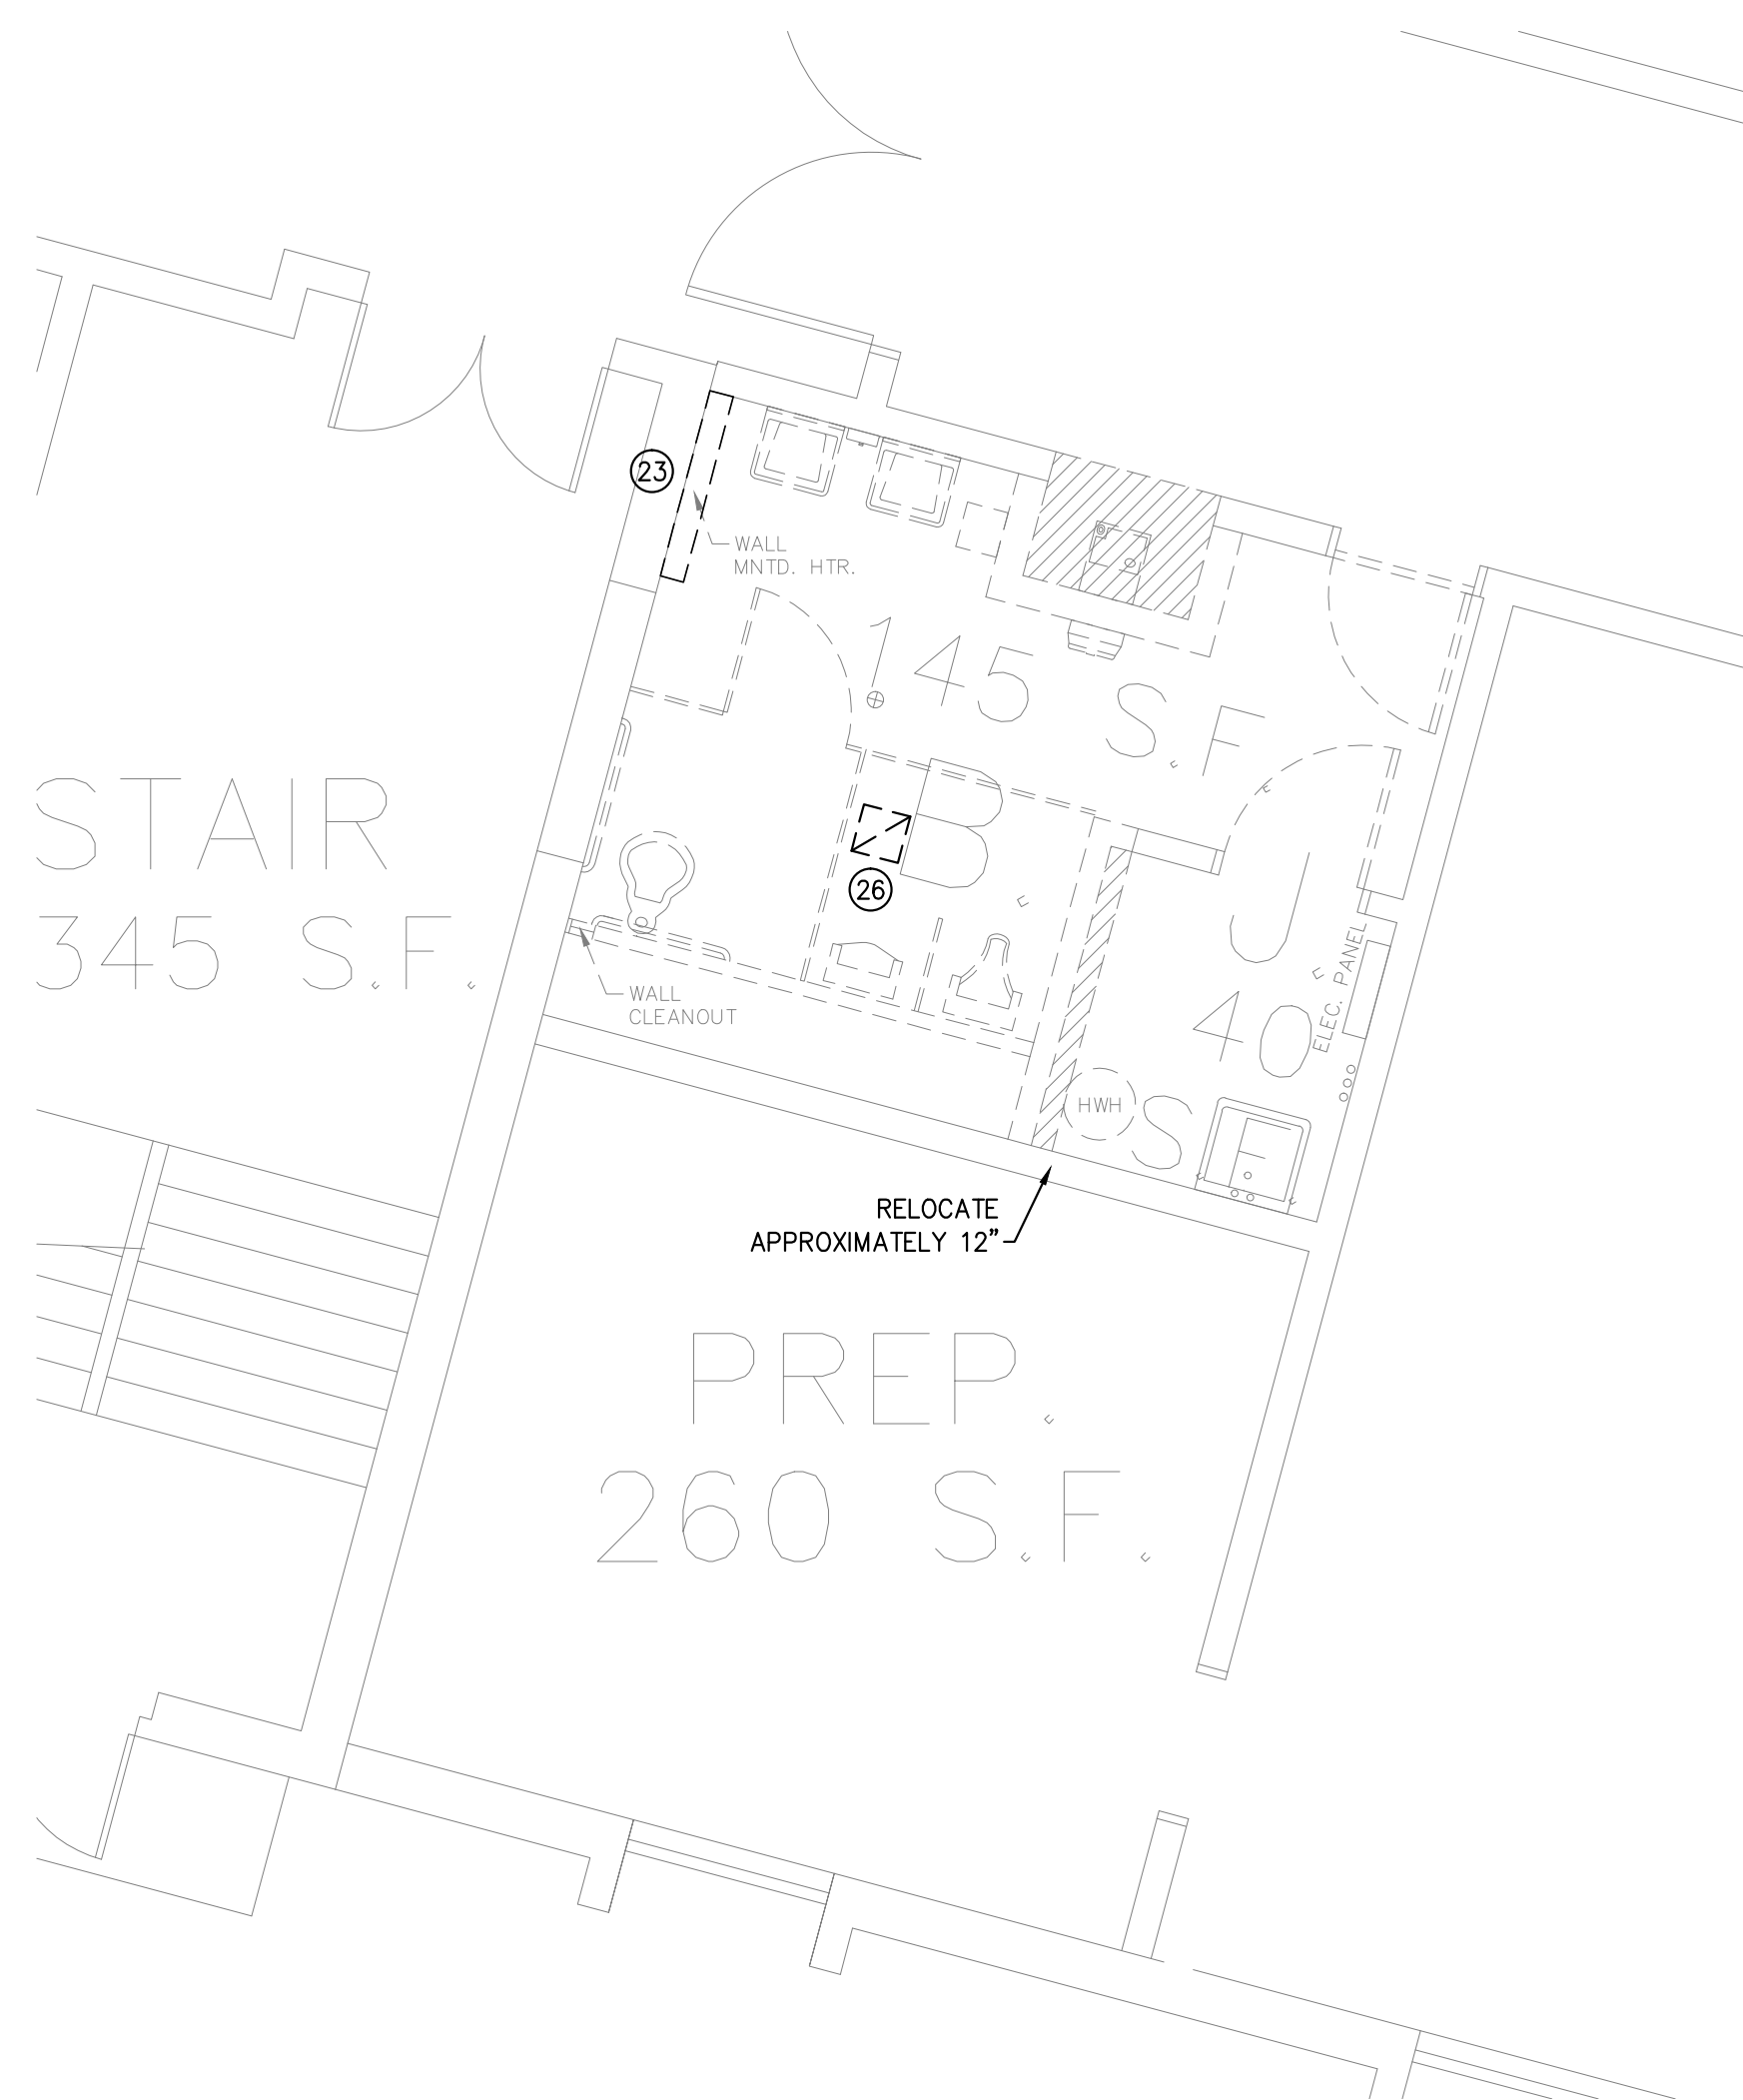 23
WALL
MNTD. HTR.
145 S.F.
B
26
STAIR
345 S.F.
WALL
CLEANOUT
J
40
S.F.
ELEC. PANEL
HWH
RELOCATE
APPROXIMATELY 12"
PREP.
260 S.F.